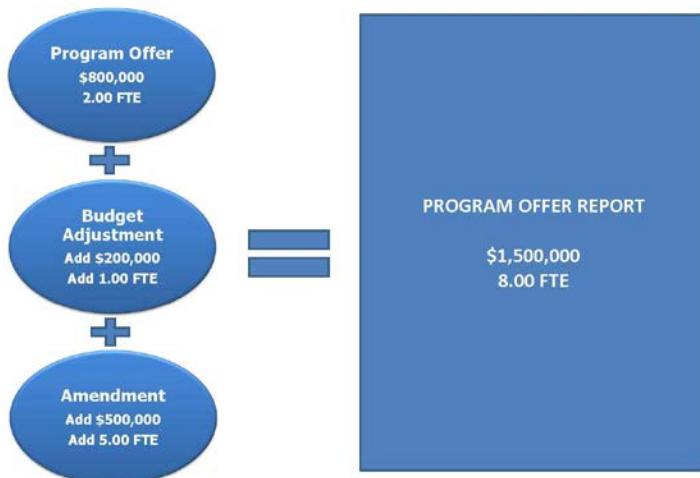 Program Offer
$800,000
2.00 FTE
Budget
Adjustment
Add $200,000
Add 1.00 FTE
Amendment
Add $500,000
Add 5.00 FTE
PROGRAM OFFER REPORT
$1,500,000
8.00 FTE